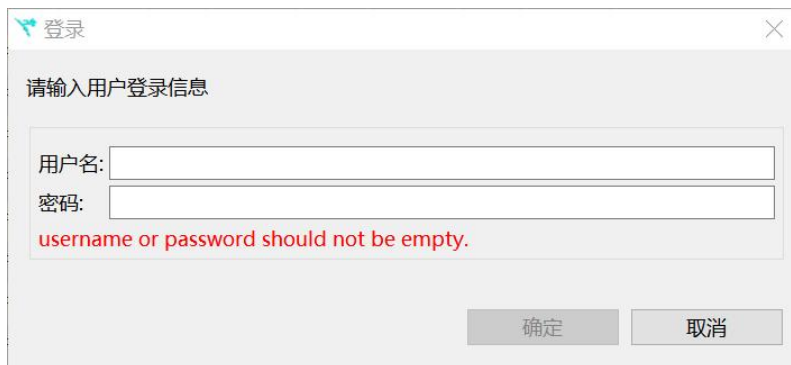 登录
请输入用户登录信息
用户名:
密码:
username or password should not be empty.
确定 取消